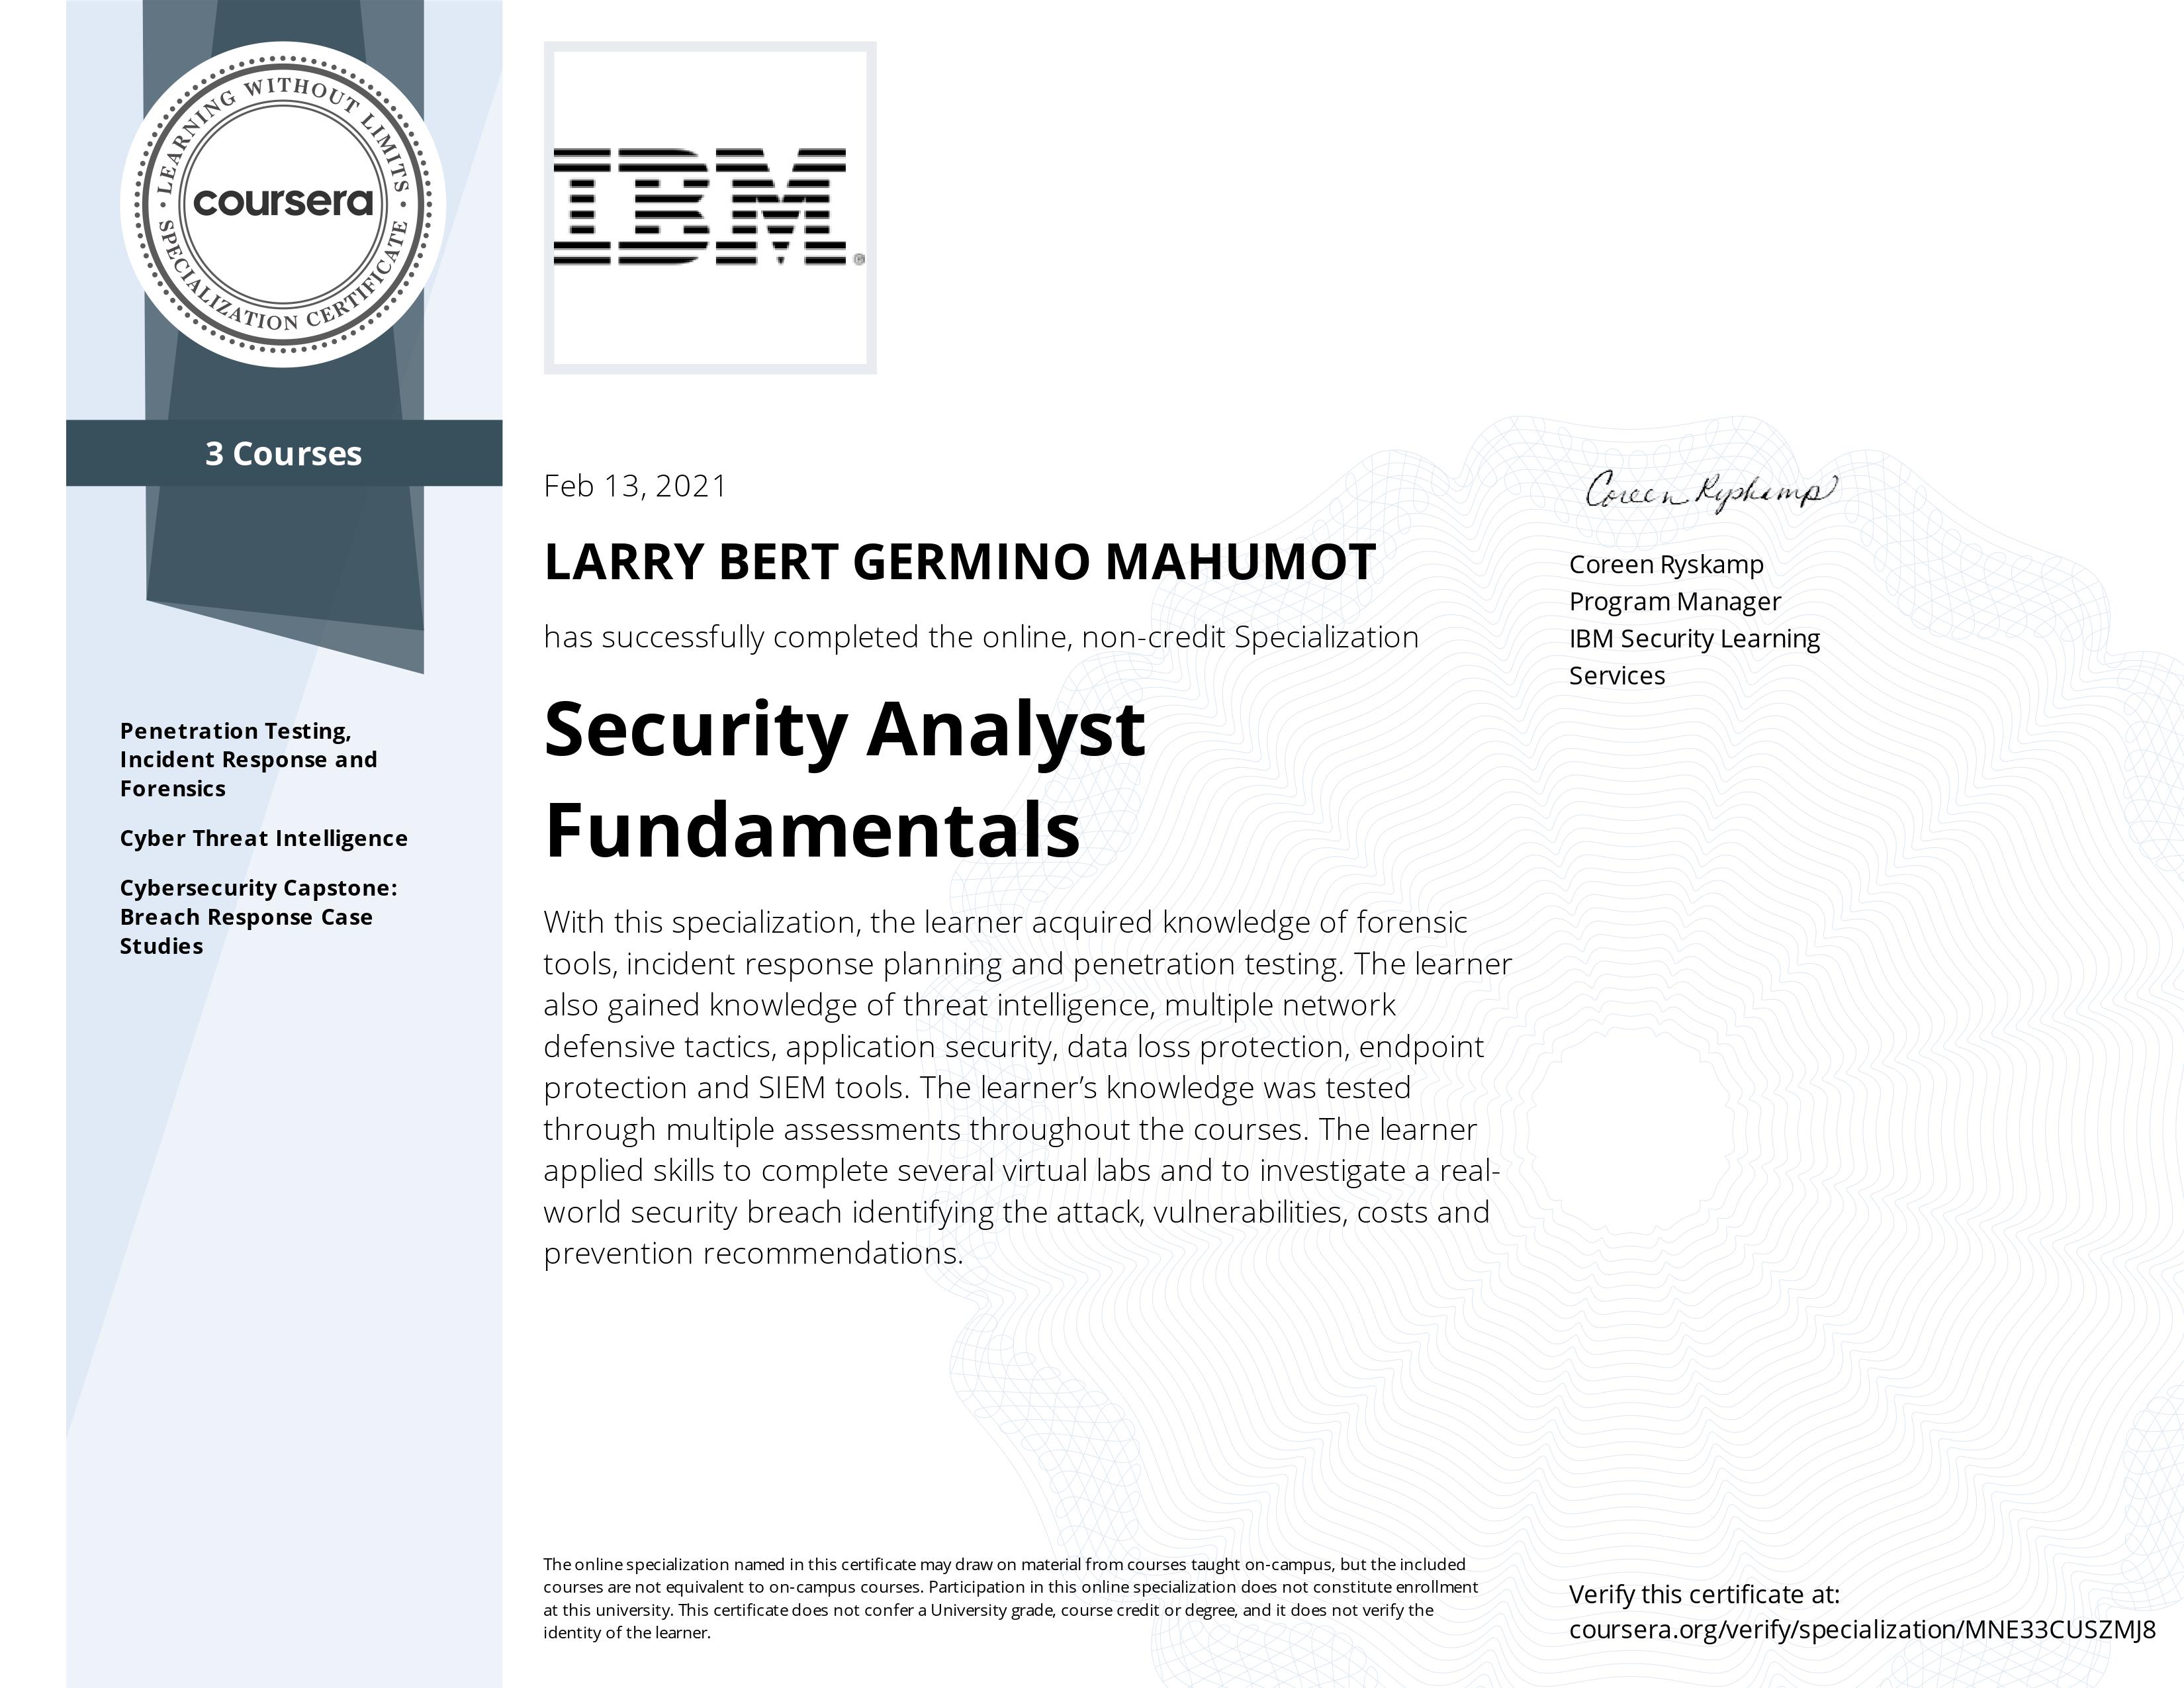 LEARNING WITHOUT LIMITS
coursera
SPECIALIZATION CERTIFICATE
3 Courses
Penetration Testing,
Incident Response and
Forensics
Cyber Threat Intelligence
Cybersecurity Capstone:
Breach Response Case
Studies
IBM®
Feb 13, 2021
LARRY BERT GERMINO MAHUMOT
has successfully completed the online, non-credit Specialization
Security Analyst
Fundamentals
With this specialization, the learner acquired knowledge of forensic
tools, incident response planning and penetration testing. The learner
also gained knowledge of threat intelligence, multiple network
defensive tactics, application security, data loss protection, endpoint
protection and SIEM tools. The learner’s knowledge was tested
through multiple assessments throughout the courses. The learner
applied skills to complete several virtual labs and to investigate a real-
world security breach identifying the attack, vulnerabilities, costs and
prevention recommendations.
Coreen Ryskamp
Coreen Ryskamp
Program Manager
IBM Security Learning
Services
The online specialization named in this certificate may draw on material from courses taught on-campus, but the included
courses are not equivalent to on-campus courses. Participation in this online specialization does not constitute enrollment
at this university. This certificate does not confer a University grade, course credit or degree, and it does not verify the
identity of the learner.
Verify this certificate at:
coursera.org/verify/specialization/MNE33CUSZMJ8